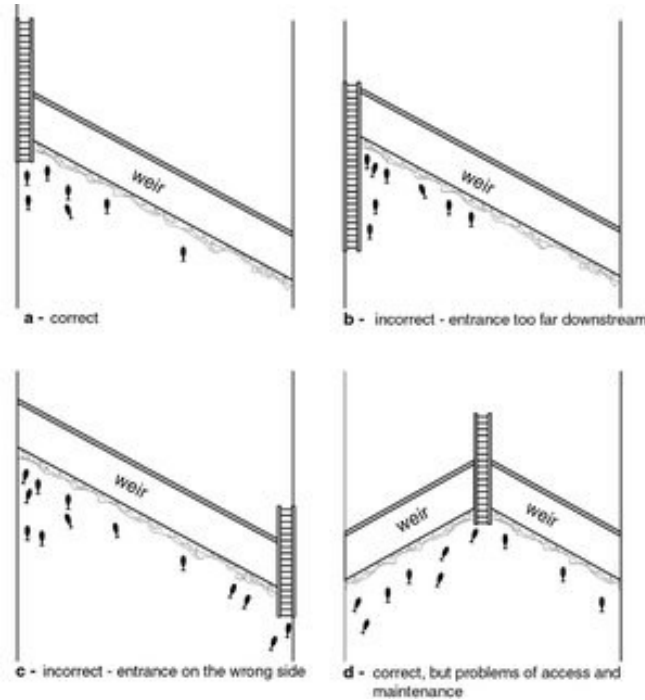 weir
a - correct
weir
b - incorrect - entrance too far downstream
weir
c - incorrect - entrance on the wrong side
weir
weir
d - correct, but problems of access and
maintenance